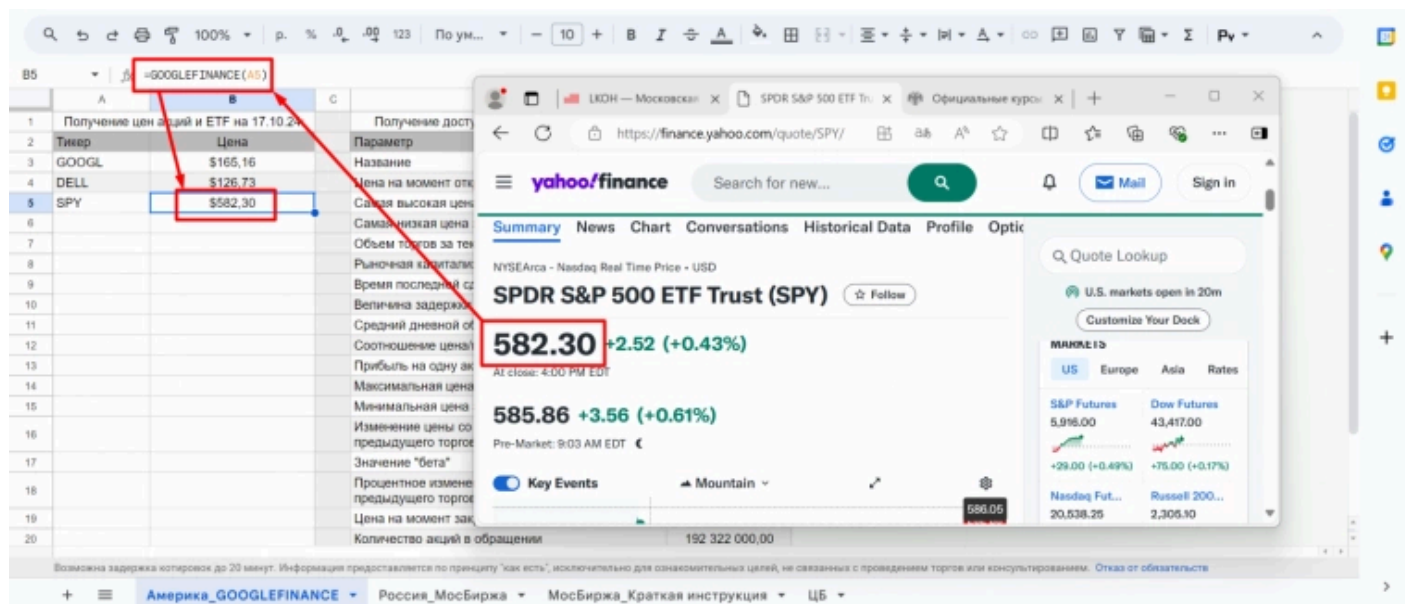 100%
р.
%
.0
.00
123
По ум...
10
B
I
A
B5
=GOOGLEFINANCE(A5)
A
B
C
1
Получение цен акций и ETF на 17.10.24
Получение дост
2
Тикер
Цена
Параметр
3
GOOGL
$165,16
Название
4
DELL
$126,73
Цена на момент отк
5
SPY
$582,30
Самая высокая цен
6
Самая низкая цена
7
Объем торгов за тек
8
Рыночная капитализ
9
Время последней сд
10
Величина задержк
11
Средний дневной об
12
Соотношение цена/п
13
Прибыль на одну ак
14
Максимальная цена
15
Минимальная цена
16
Изменение цены со
предыдущего торгов
17
Значение "бета"
18
Процентное измене
предыдущего торгов
19
Цена на момент зак
20
Количество акций в обращении
192 322 000,00
LKOH — Московская
SPDR S&P 500 ETF Tru
Официальные курсы
https://finance.yahoo.com/quote/SPY/
yahoo!finance
Search for new...
Mail
Sign in
Summary
News
Chart
Conversations
Historical Data
Profile
Optic
Quote Lookup
NYSEArca - Nasdaq Real Time Price • USD
SPDR S&P 500 ETF Trust (SPY)
Follow
U.S. markets open in 20m
Customize Your Dock
582.30 +2.52 (+0.43%)
At close: 4:00 PM EDT
MARKETS
US
Europe
Asia
Rates
585.86 +3.56 (+0.61%)
Pre-Market: 9:03 AM EDT
S&P Futures
5,916.00
+29.00 (+0.49%)
Dow Futures
43,417.00
+75.00 (+0.17%)
Key Events
Mountain
586.05
Nasdaq Fut...
20,538.25
Russell 200...
2,305.10
Возможна задержка котировок до 20 минут. Информация предоставляется по принципу "как есть", исключительно для ознакомительных целей, не связанных с проведением торгов или консультированием. Отказ от обязательств
Америка_GOOGLEFINANCE
Россия_МосБиржа
МосБиржа_Краткая инструкция
ЦБ